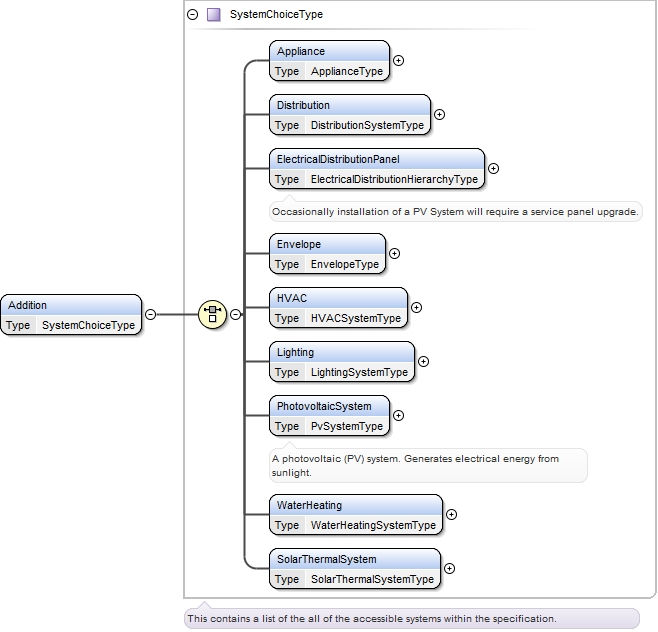 SystemChoiceType
Appliance
Type ApplianceType
Distribution
Type DistributionSystemType
ElectricalDistributionPanel
Type ElectricalDistributionHierarchyType
Occasionally installation of a PV System will require a service panel upgrade.
Envelope
Type EnvelopeType
Addition
Type SystemChoiceType
HVAC
Type HVACSystemType
Lighting
Type LightingSystemType
PhotovoltaicSystem
Type PvSystemType
A photovoltaic (PV) system. Generates electrical energy from
sunlight.
WaterHeating
Type WaterHeatingSystemType
SolarThermalSystem
Type SolarThermalSystemType
This contains a list of the all of the accessible systems within the specification.